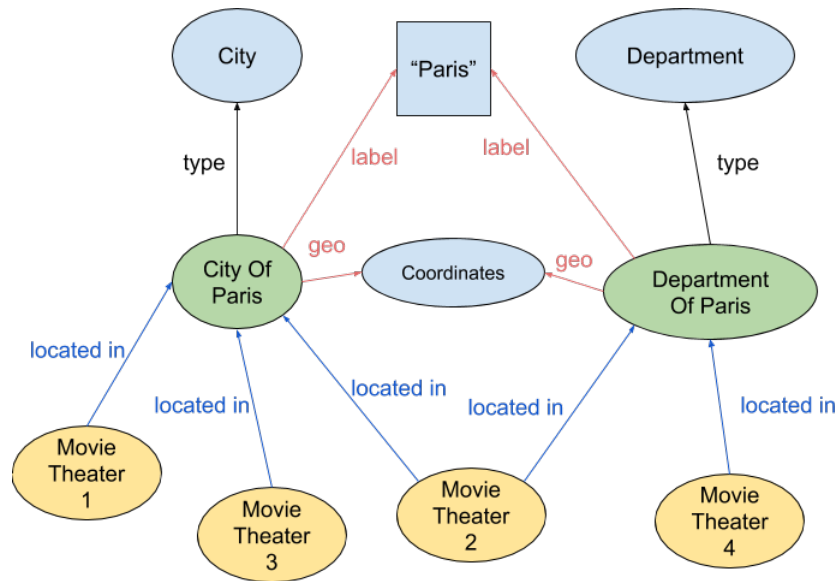 City
“Paris”
Department
type
label
label
type
City Of
Paris
geo
Coordinates
geo
Department
Of Paris
located in
located in
located in
located in
located in
Movie
Theater
1
Movie
Theater
3
Movie
Theater
2
Movie
Theater
4